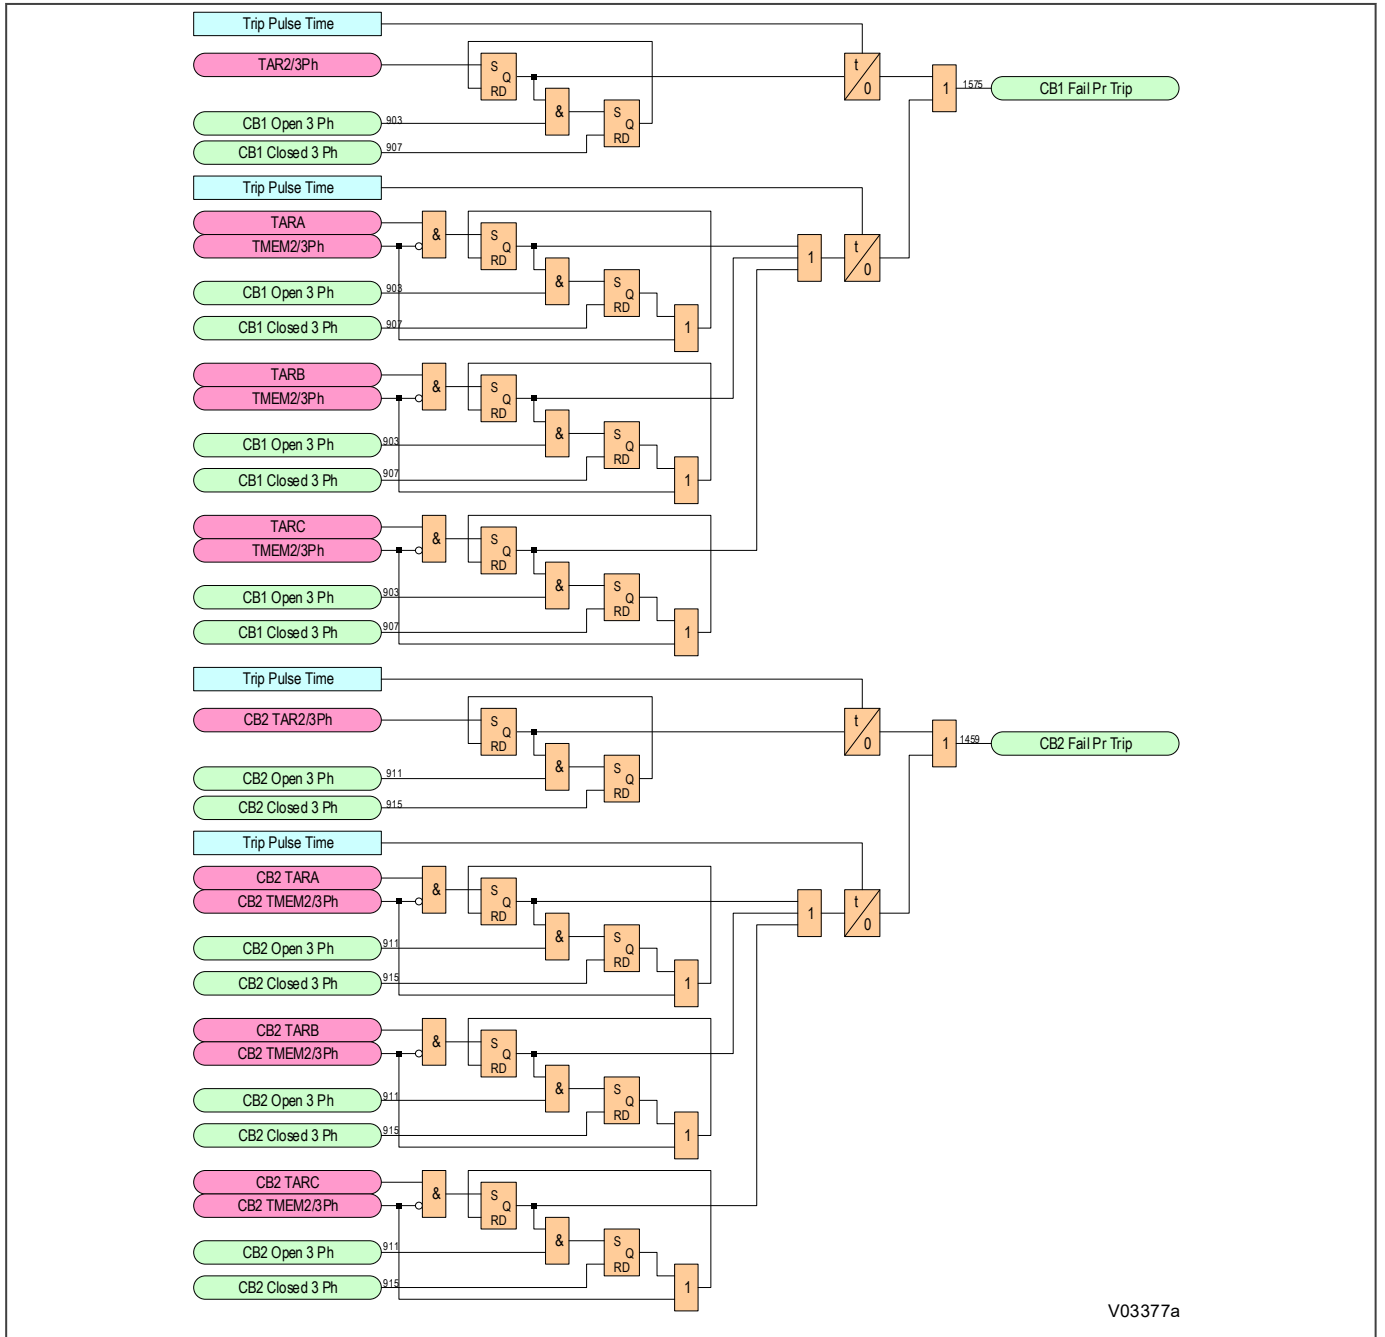 Trip Pulse Time
TAR2/3Ph
S
Q
RD
t
0
1
1575
CB1 Fail Pr Trip
&
S
Q
RD
CB1 Open 3 Ph
903
CB1 Closed 3 Ph
907
Trip Pulse Time
TARA
TMEM2/3Ph
&
S
Q
RD
1
t
0
CB1 Open 3 Ph
903
&
S
Q
RD
CB1 Closed 3 Ph
907
1
TARB
TMEM2/3Ph
&
S
Q
RD
CB1 Open 3 Ph
903
&
S
Q
RD
CB1 Closed 3 Ph
907
1
TARC
TMEM2/3Ph
&
S
Q
RD
CB1 Open 3 Ph
903
&
S
Q
RD
CB1 Closed 3 Ph
907
1
Trip Pulse Time
CB2 TAR2/3Ph
S
Q
RD
t
0
1
1459
CB2 Fail Pr Trip
&
S
Q
RD
CB2 Open 3 Ph
911
CB2 Closed 3 Ph
915
Trip Pulse Time
CB2 TARA
CB2 TMEM2/3Ph
&
S
Q
RD
1
t
0
CB2 Open 3 Ph
911
&
S
Q
RD
CB2 Closed 3 Ph
915
1
CB2 TARB
CB2 TMEM2/3Ph
&
S
Q
RD
CB2 Open 3 Ph
911
&
S
Q
RD
CB2 Closed 3 Ph
915
1
CB2 TARC
CB2 TMEM2/3Ph
&
S
Q
RD
CB2 Open 3 Ph
911
&
S
Q
RD
CB2 Closed 3 Ph
915
1
V03377a